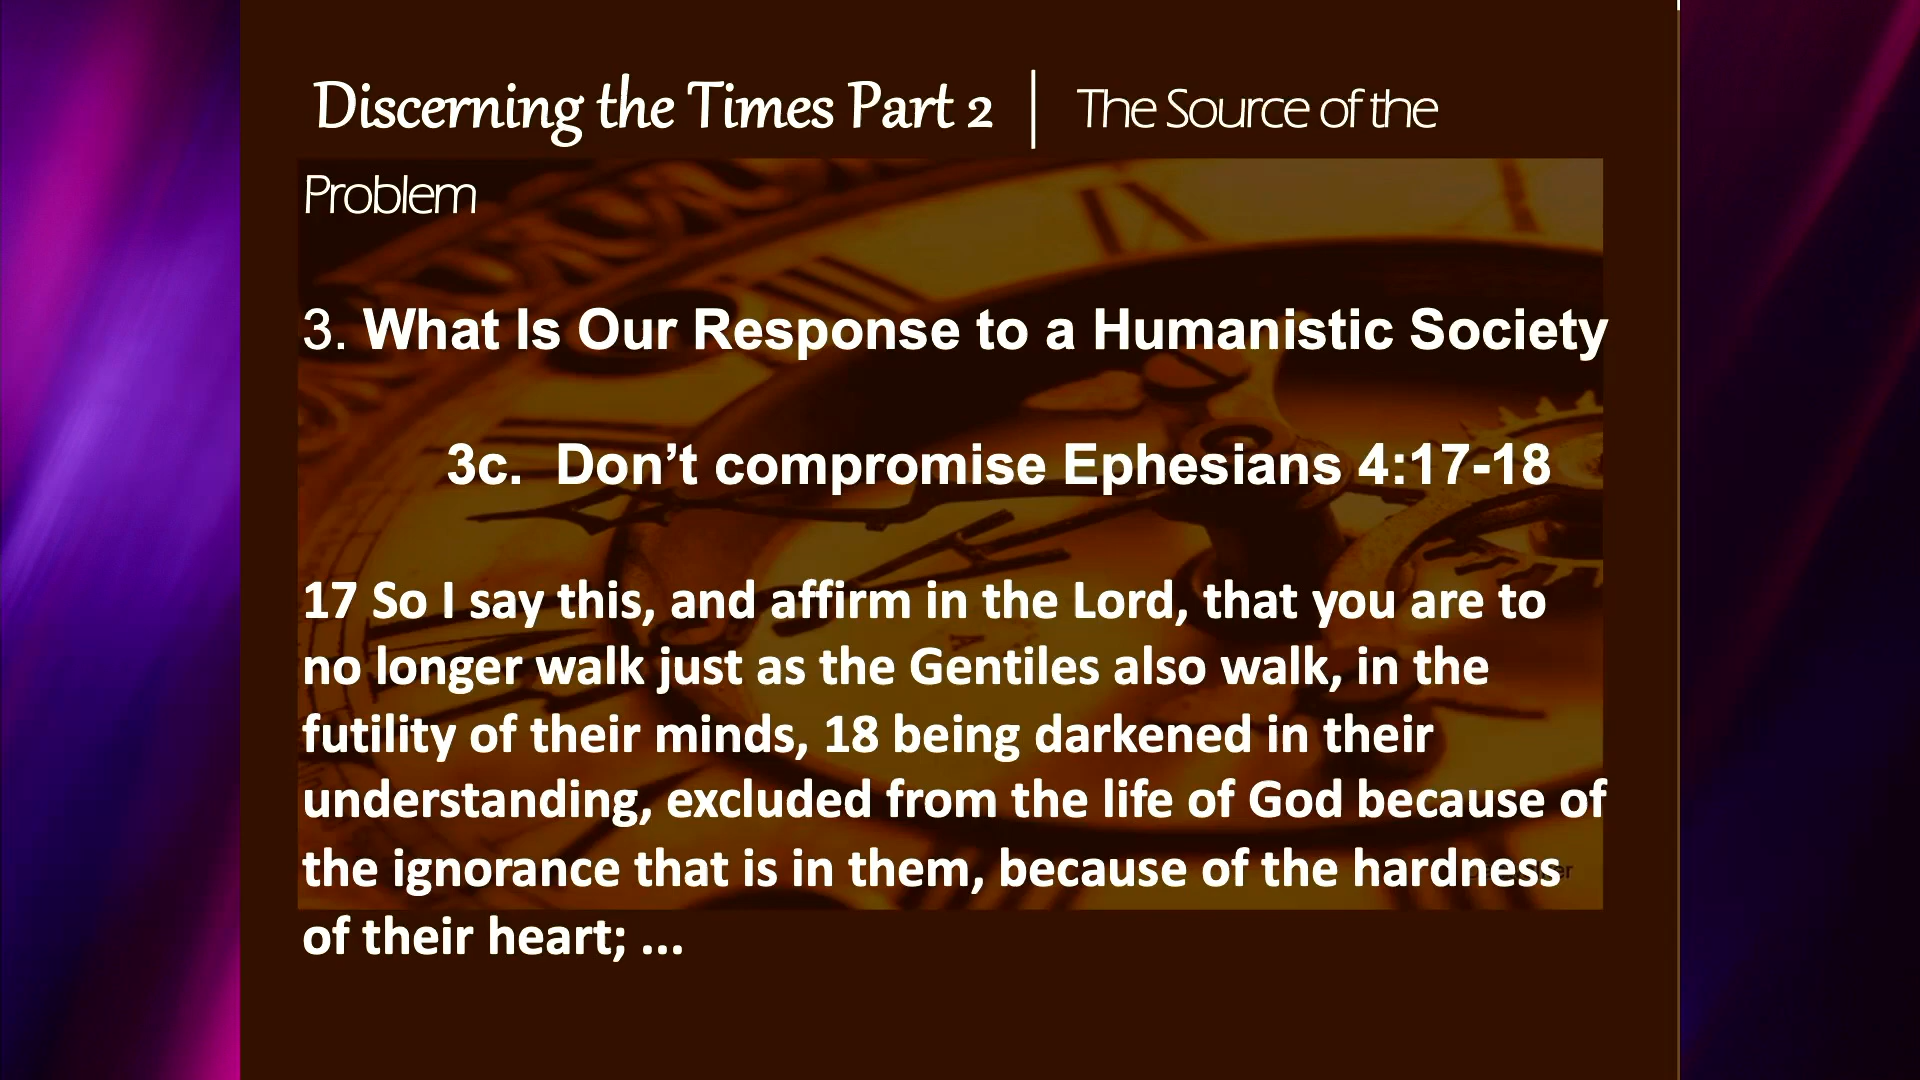 Discerning the Times Part 2 | The Source of the
Problem
3. What Is Our Response to a Humanistic Society
3c. Don’t compromise Ephesians 4:17-18
17 So I say this, and affirm in the Lord, that you are to
no longer walk just as the Gentiles also walk, in the
futility of their minds, 18 being darkened in their
understanding, excluded from the life of God because of
the ignorance that is in them, because of the hardness
of their heart; ...